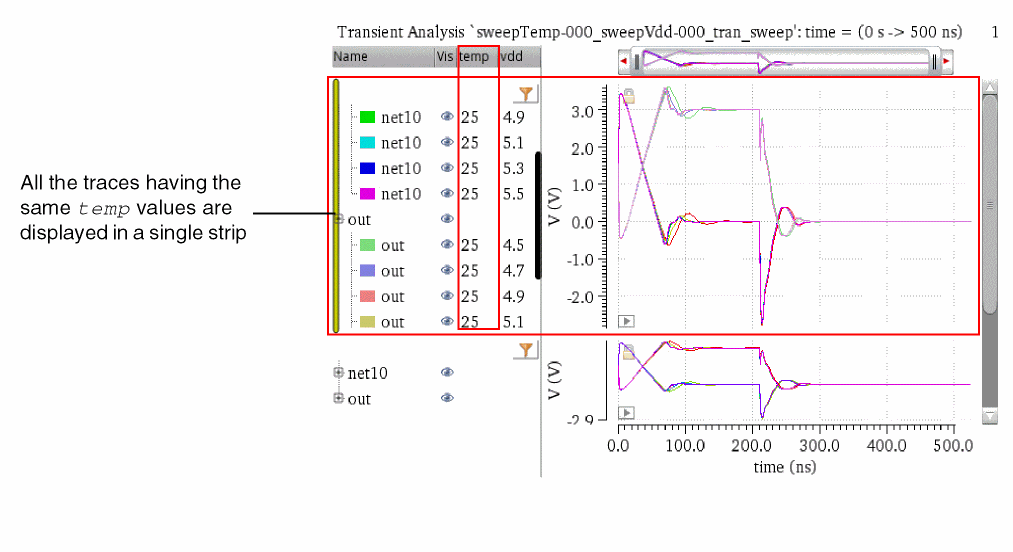 Transient Analysis `sweepTemp-000_sweepVdd-000_tran_sweep': time = (0 s -> 500 ns) 1
Name Vis temp vdd
net10 25 4.9
net10 25 5.1
net10 25 5.3
net10 25 5.5
out
out 25 4.5
out 25 4.7
out 25 4.9
out 25 5.1
All the traces having the
same temp values are
displayed in a single strip
V (V)
3.0
2.0
1.0
0.0
-1.0
-2.0
net10
out
V (V)
-2.9
0.0 100.0 200.0 300.0 400.0 500.0
time (ns)